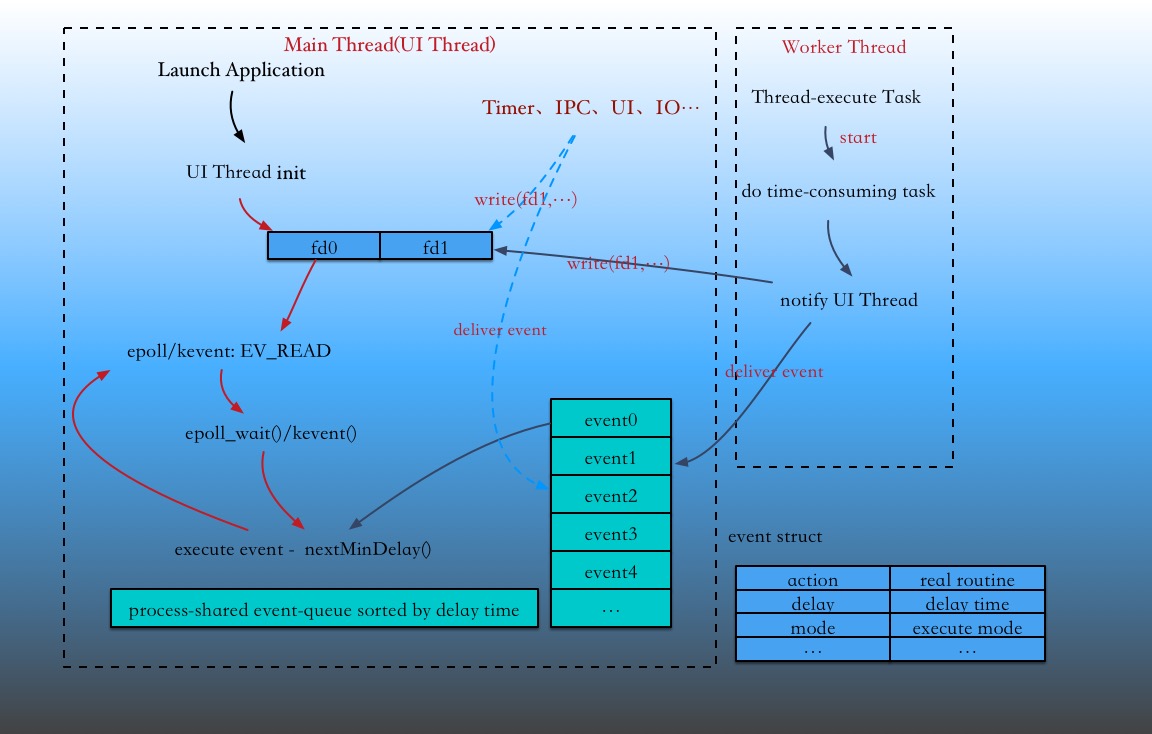 Main Thread(UI Thread)
Launch Application
Timer、IPC、UI、IO…
UI Thread init
write(fd1,…)
fd0 fd1
write(fd1,…)
deliver event
epoll/kevent: EV_READ
epoll_wait()/kevent()
execute event - nextMinDelay()
process-shared event-queue sorted by delay time
event0
event1
event2
event3
event4
…
Worker Thread
Thread-execute Task
start
do time-consuming task
notify UI Thread
deliver event
event struct
action real routine
delay delay time
mode execute mode
… …